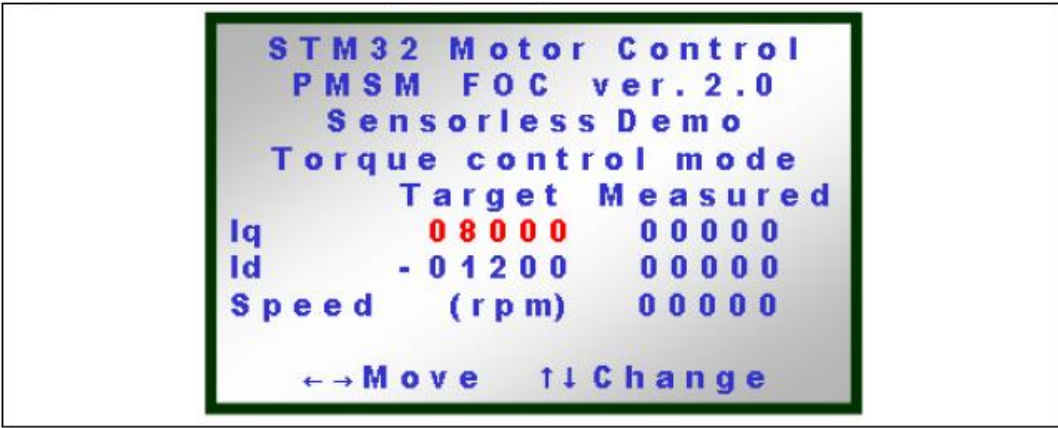 STM32 Motor Control
PMSM FOC ver.2.0
Sensorless Demo
Torque control mode
Target Measured
Iq 08000 00000
Id -01200 00000
Speed (rpm) 00000
←→Move ↑↓Change